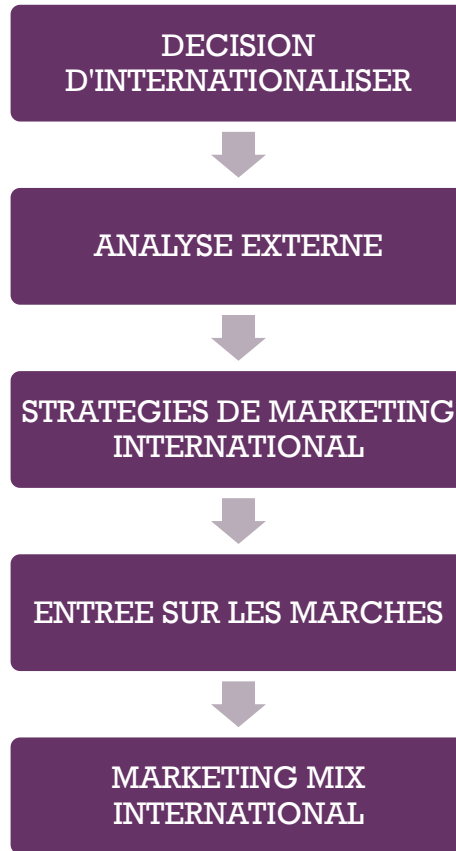 DECISION
D'INTERNATIONALISER
ANALYSE EXTERNE
STRATEGIES DE MARKETING
INTERNATIONAL
ENTREE SUR LES MARCHES
MARKETING MIX
INTERNATIONAL